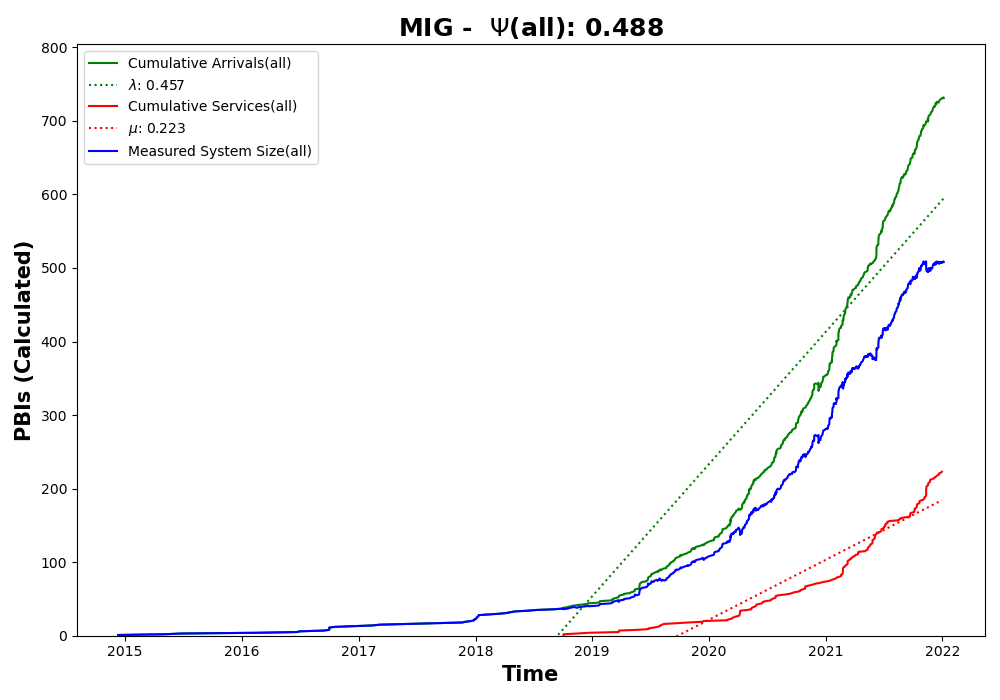 MIG - Ψ(all): 0.488
Cumulative Arrivals(all)
λ: 0.457
Cumulative Services(all)
μ: 0.223
Measured System Size(all)
PBIs (Calculated)
800
700
600
500
400
300
200
100
0
2015 2016 2017 2018 2019 2020 2021 2022
Time